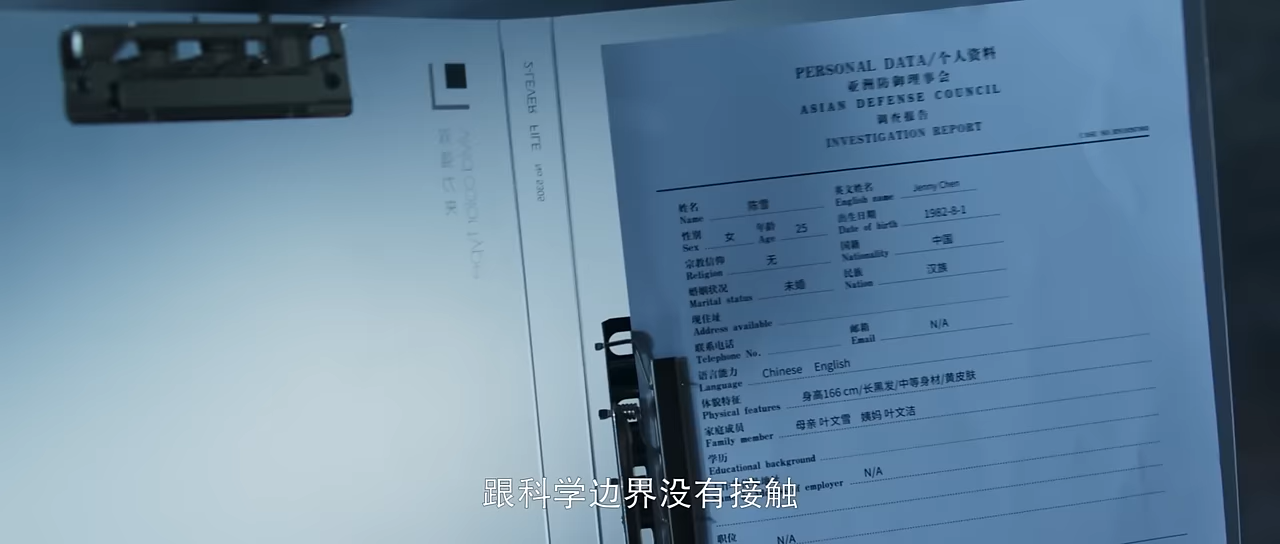 S-LEVER FILE
PERSONAL DATA/个人资料
亚洲防御理事会
ASIAN DEFENSE COUNCIL
调查报告
INVESTIGATION REPORT
姓名 陈雪 英文姓名 Jenny Chen
Name English name
性别 女 年龄 25 出生日期 1982-8-1
Sex Age Date of birth
宗教信仰 无 国籍 中国
Religion Nationality
婚姻状况 未婚 民族 汉族
Marital status Nation
现住址
Address available
联系电话 邮箱 N/A
Telephone No. Email
语言能力 Chinese English
Language
体貌特征 身高166 cm/长黑发/中等身材/黄皮肤
Physical features
家庭成员 母亲 叶文雪 姨妈 叶文洁
Family member
学历
Educational background
of employer N/A
跟科学边界没有接触
职位 N/A